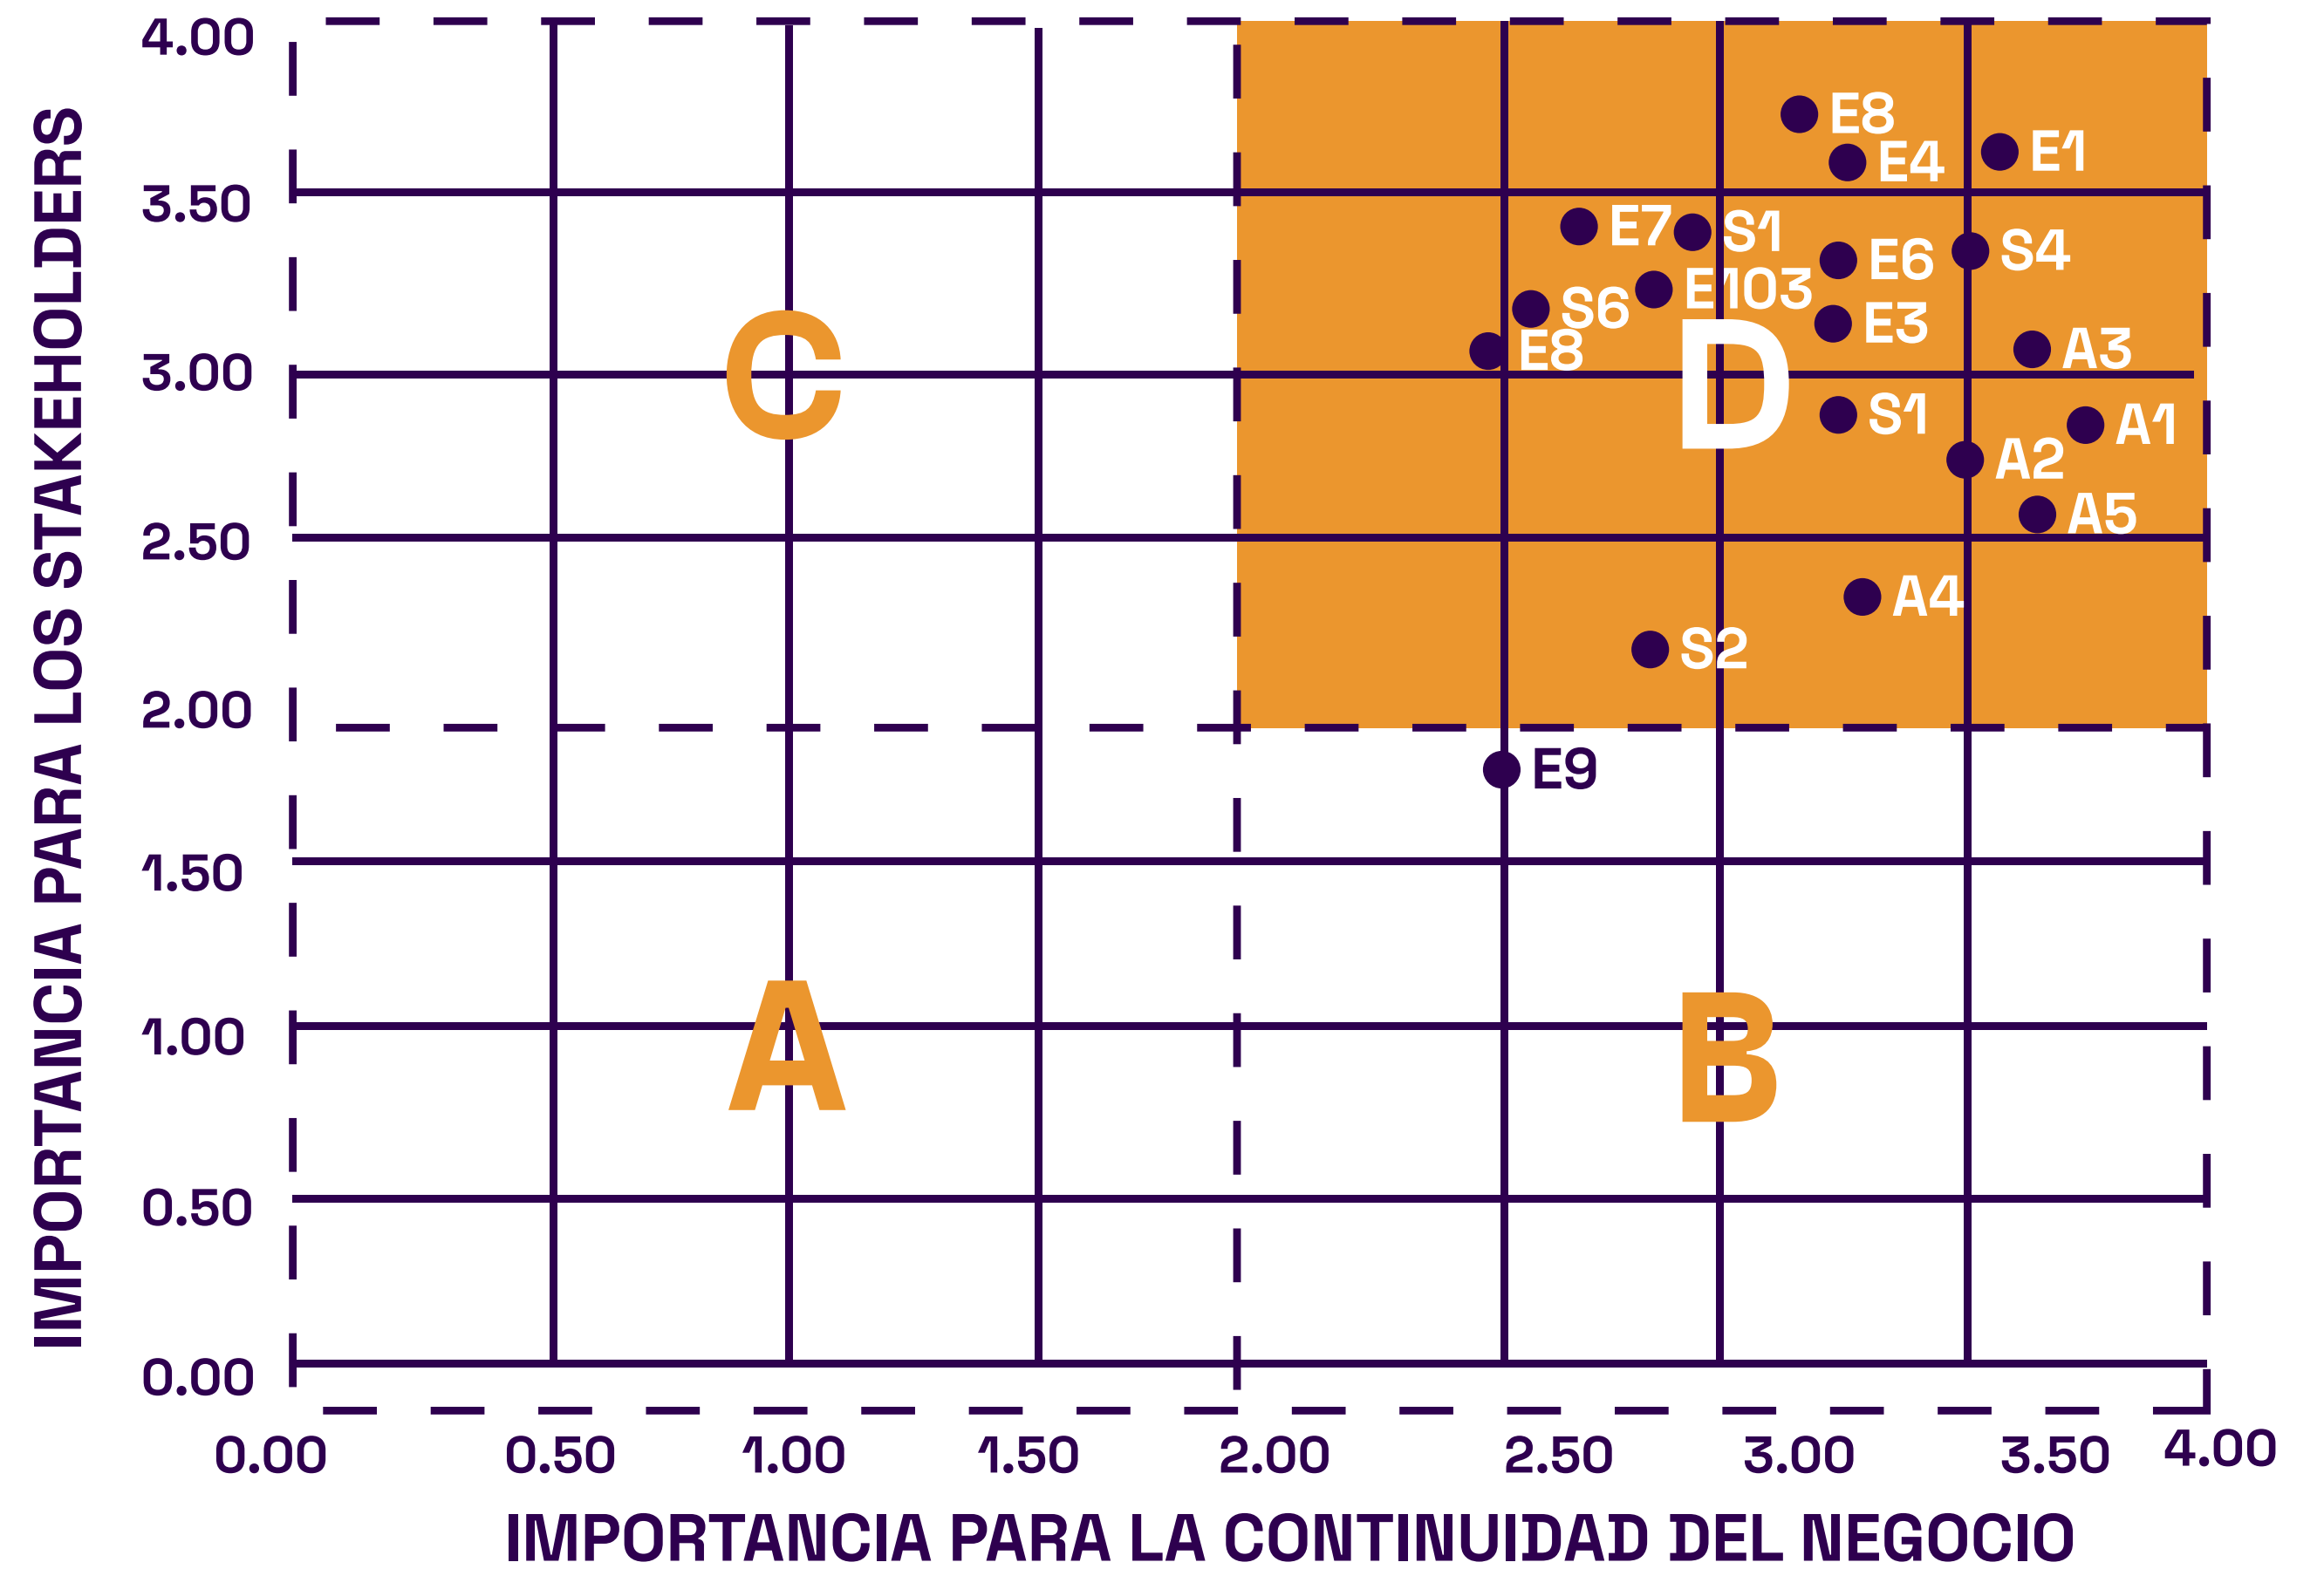 IMPORTANCIA PARA LOS STAKEHOLDERS
4.00
3.50
3.00
2.50
2.00
1.50
1.00
0.50
0.00
E8
E1
E4
E7
S1
E6
S4
E103
S6
E3
E8
A3
C
D
S1
A1
A2
A5
A4
S2
E9
A
B
0.00
0.50
1.00
1.50
2.00
2.50
3.00
3.50
4.00
IMPORTANCIA PARA LA CONTINUIDAD DEL NEGOCIO